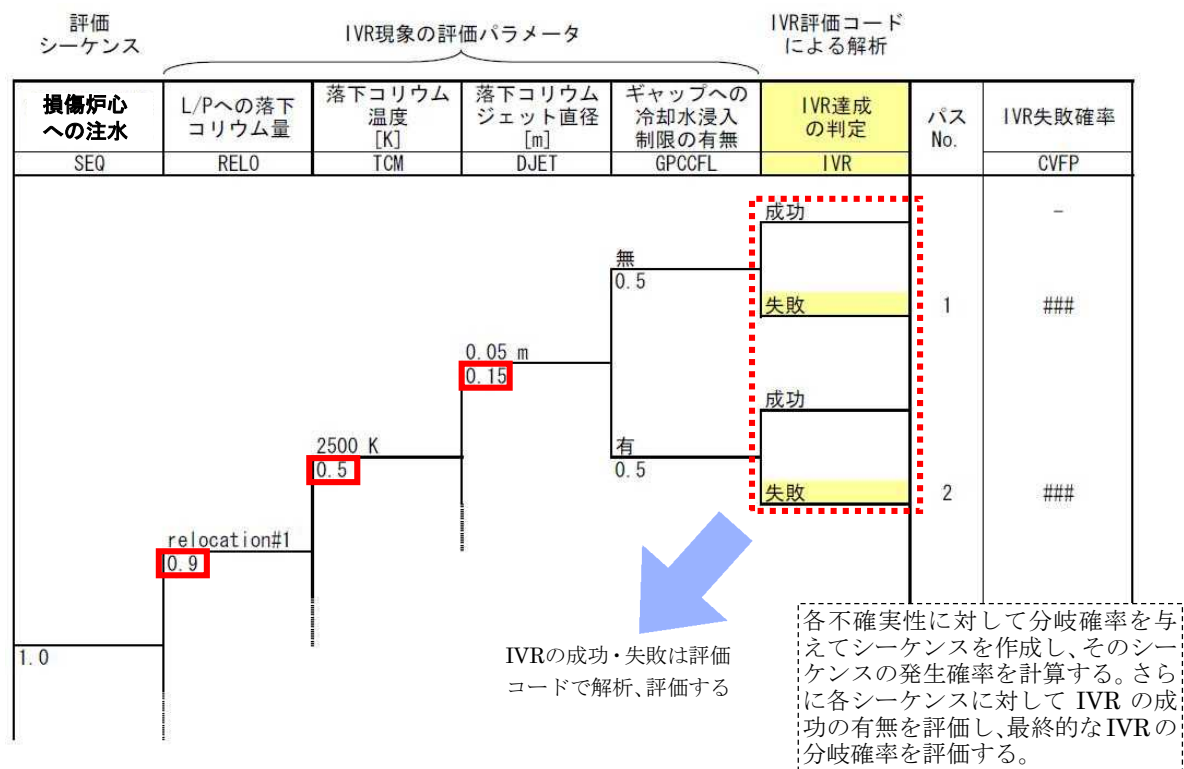 評価
シーケンス
IVR現象の評価パラメータ
IVR評価コード
による解析
損傷炉心
への注水
L/Pへの落下
コリウム量
落下コリウム
温度
[K]
落下コリウム
ジェット直径
[m]
ギャップへの
冷却水浸入
制限の有無
IVR達成
の判定
パス
No.
IVR失敗確率
SEQ
RELO
TCM
DJET
GPCCFL
IVR
CVFP
成功
-
無
0.5
失敗
1
###
0.05 m
0.15
成功
2500 K
0.5
有
0.5
失敗
2
###
relocation#1
0.9
1.0
IVRの成功・失敗は評価
コードで解析、評価する
各不確実性に対して分岐確率を与
えてシーケンスを作成し、そのシー
ケンスの発生確率を計算する。さら
に各シーケンスに対して IVR の成
功の有無を評価し、最終的なIVRの
分岐確率を評価する。